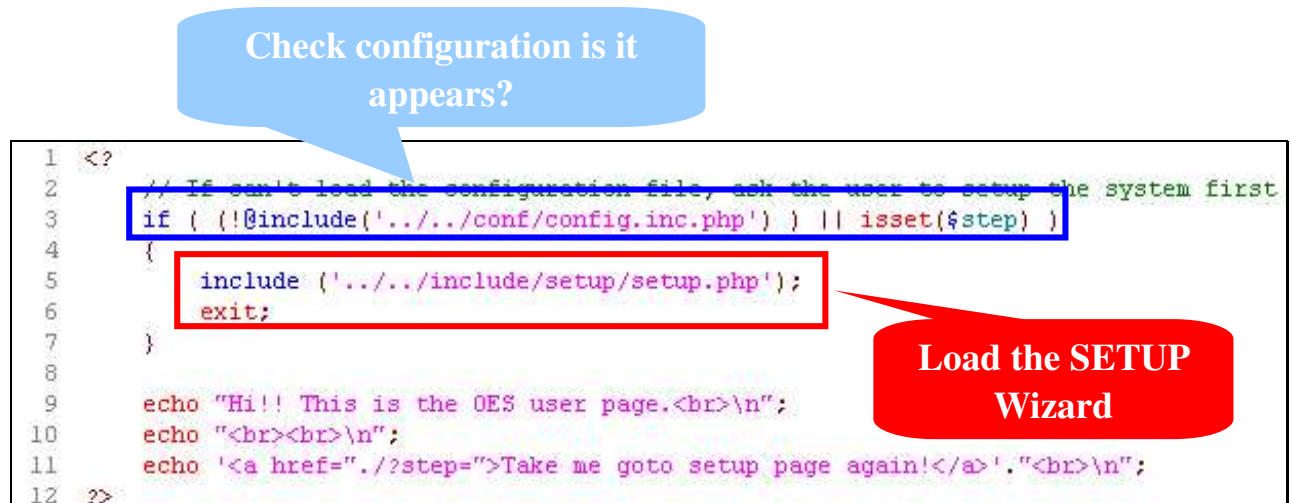 Check configuration is it
appears?
1 <?
2 // If can't load the configuration file, ask the user to setup the system first
3 if ( (!@include('../../conf/config.inc.php') ) || isset($step) )
4 {
5 include ('../../include/setup/setup.php');
6 exit;
7 }
8
Load the SETUP
Wizard
9 echo "Hi!! This is the OES user page.<br>\n";
10 echo "<br><br>\n";
11 echo '<a href="./?step=">Take me goto setup page again!</a>'."<br>\n";
12 ?>